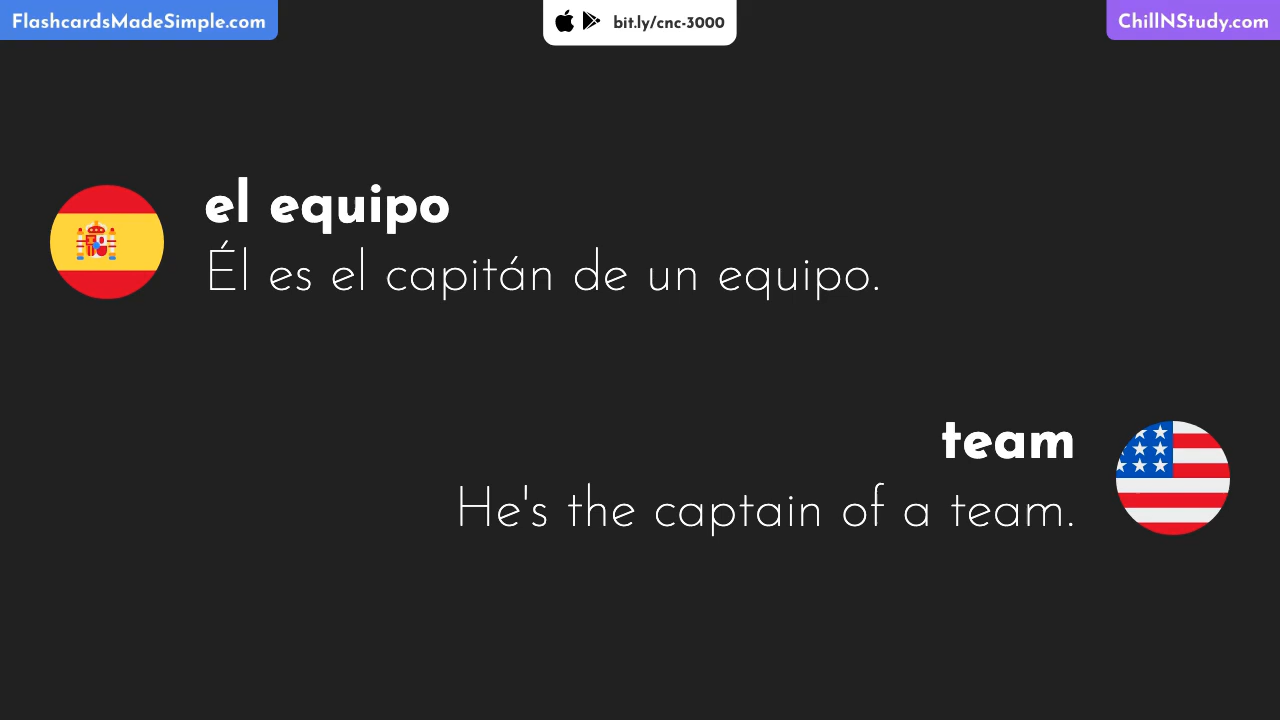 FlashcardsMadeSimple.com
bit.ly/cnc-3000
ChillNStudy.com
el equipo
Él es el capitán de un equipo.
team
He's the captain of a team.